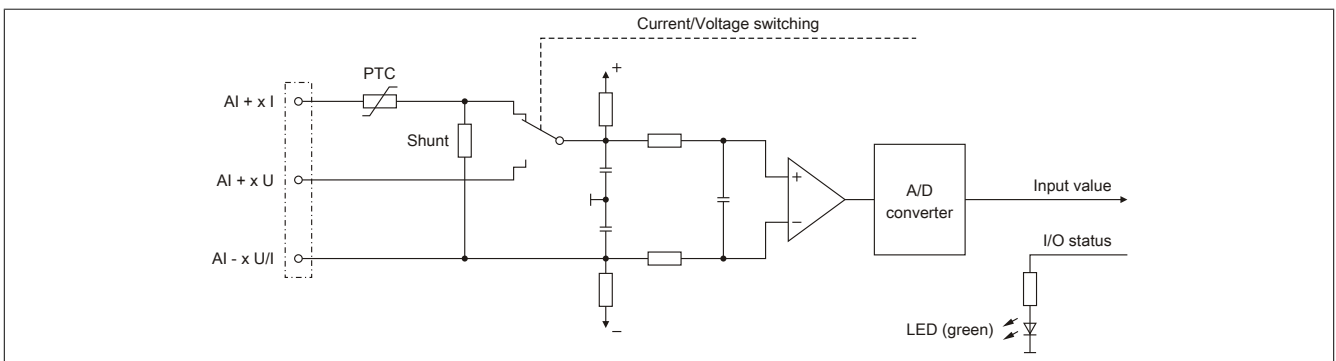 Current/Voltage switching
PTC
+
AI + x I
Shunt
AI + x U
+
A/D
converter
Input value
−
I/O status
AI - x U/I
LED (green)
−